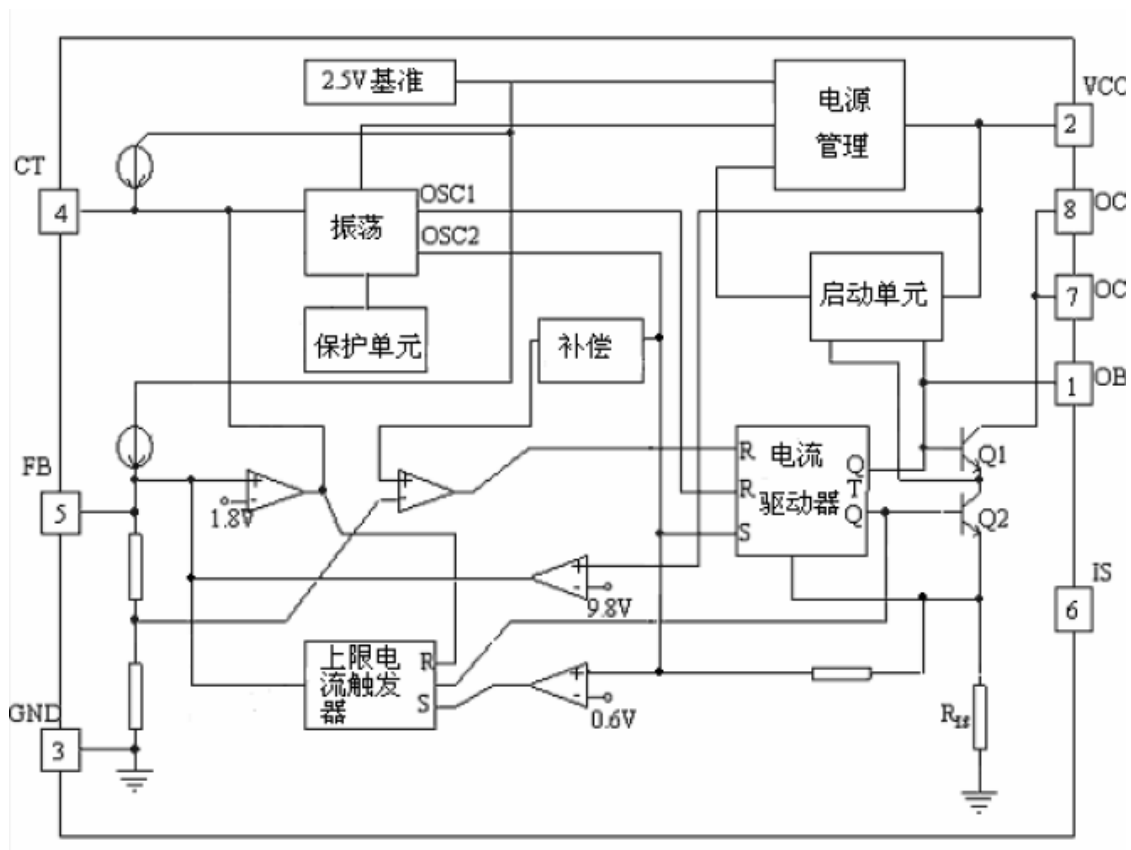 2.5V基准
电源
管理
VCC
2
CT
4
OSC1
OSC2
振荡
8
OC
启动单元
7
OC
保护单元
补偿
1
OB
FB
5
+
-
1.8V
+
-
R
R
S
电流
驱动器
Q
T
Q
Q1
Q2
+
-
9.8V
IS
6
上限电
流触发
器
R
S
+
-
0.6V
GND
3